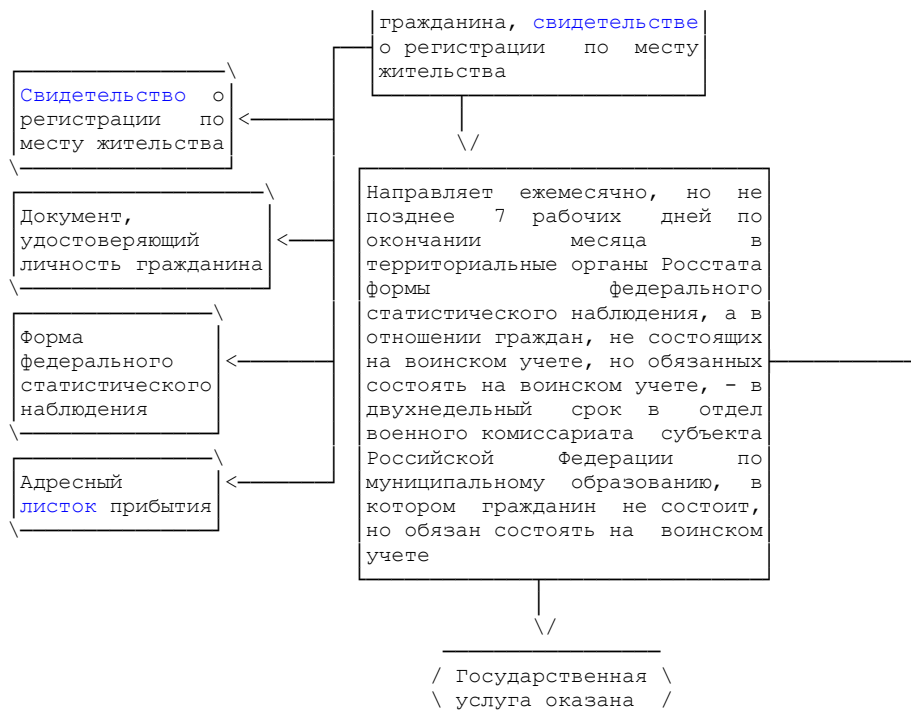 гражданина, свидетельстве
о регистрации по месту
жительства
Свидетельство о
регистрации по
месту жительства
Документ,
удостоверяющий
личность гражданина
Форма
федерального
статистического
наблюдения
Адресный
листок прибытия
Направляет ежемесячно, но не
позднее 7 рабочих дней по
окончании месяца в
территориальные органы Росстата
формы федерального
статистического наблюдения, а в
отношении граждан, не состоящих
на воинском учете, но обязанных
состоять на воинском учете, - в
двухнедельный срок в отдел
военного комиссариата субъекта
Российской Федерации по
муниципальному образованию, в
котором гражданин не состоит,
но обязан состоять на воинском
учете
Государственная
услуга оказана